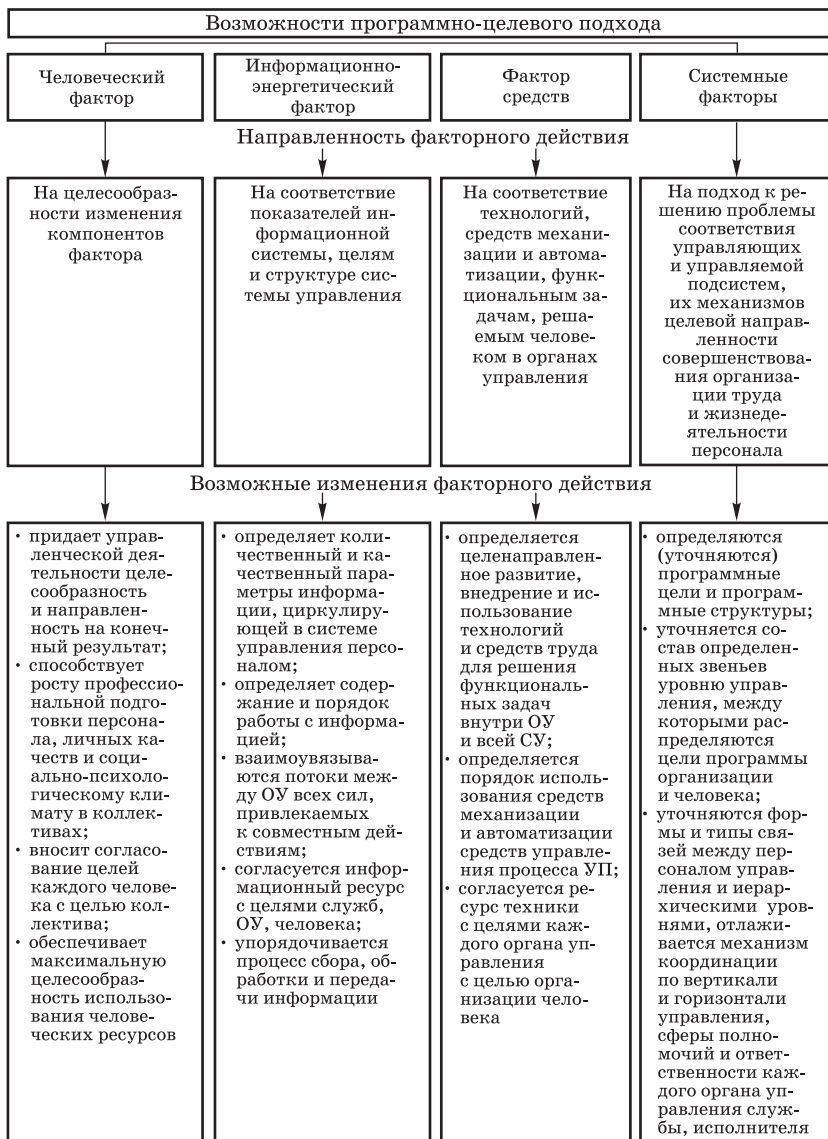 Возможности программно-целевого подхода
Человеческий
фактор
Информационно-
энергетический
фактор
Фактор
средств
Системные
факторы
Направленность факторного действия
На целесообраз-
ности изменения
компонентов
фактора
На соответствие
показателей ин-
формационной
системы, целям
и структуре сис-
темы управления
На соответствие
технологий,
средств механи-
зации и автома-
тизации, функ-
циональным за-
дачам, решае-
емым челове-
ком в органах
управления
На подход к ре-
шению проблемы
соответствия
управляющих
и управляемой
подсистем,
их механизмов
целевой направ-
ленности
совершенствова-
ния организа-
ции труда
и жизнеде-
ятельности
персонала
Возможные изменения факторного действия
· придает управ-
ленческой дея-
тельности целе-
сообразность
и направлен-
ность на конеч-
ный результат;
· способствует
росту профессио-
нальной подго-
товки персона-
ла, личных ка-
честв и соци-
ально-психоло-
гическому кли-
мату в коллек-
тивах;
· вносит согласо-
вание целей
каждого челове-
ка с целью кол-
лектива;
· обеспечивает
максимальную
целесообраз-
ность использо-
вания челове-
ческих ресурсов
· определяет коли-
чественный и ка-
чественный пара-
метры информа-
ции, циркулиру-
ющей в системе
управления персо-
налом;
· определяет содер-
жание и порядок
работы с информа-
цией;
· взаимоувязыва-
ются потоки меж-
ду ОУ всех сил,
привлекаемых
к совместным дей-
ствиям;
· согласуется инфор-
мационный ресурс
с целями служб,
ОУ, человека;
· упорядочивается
процесс сбора, об-
работки и переда-
чи информации
· определяется
целенаправлен-
ное развитие,
внедрение и ис-
пользование
технологий
и средств труда
для решения
функциональ-
ных задач
внутри ОУ
и всей СУ;
· определяется
порядок исполь-
зования средств
механизации
и автоматизации
средств управле-
ния процесса УП;
· согласуется ре-
сурс техники
с целями каж-
дого органа уп-
равления
с целью орга-
низации чело-
века
· определяются
(уточняются)
программные
цели и програм-
мные структуры;
· уточняется со-
став определен-
ных звеньев
уровню управ-
ления, между
которыми рас-
пределяются
цели программы
организации
и человека;
· уточняются фор-
мы и типы свя-
зей между пер-
соналом управ-
ления и иерар-
хическими уров-
нями, отлажи-
вается механизм
координации
по вертикали
и горизонтали
управления,
сферы полно-
мочий и ответ-
ственности каж-
дого органа уп-
равления служ-
бы, исполнителя